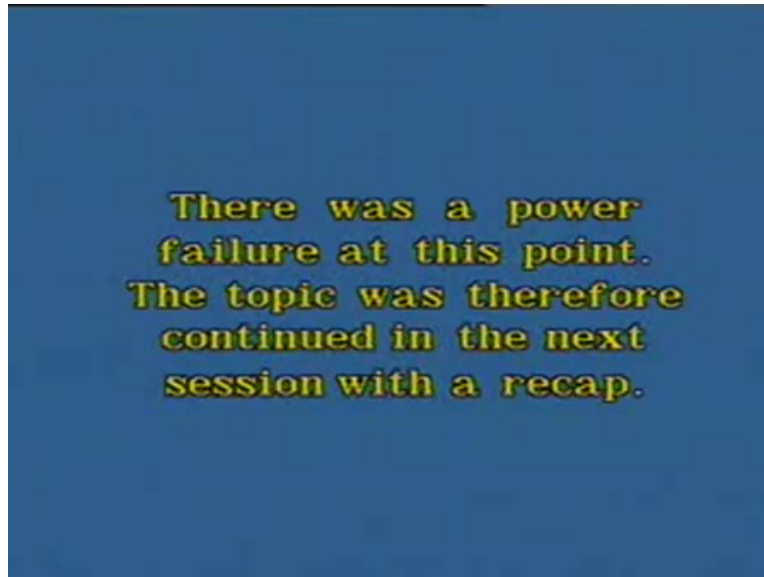 There was a power
failure at this point.
The topic was therefore
continued in the next
session with a recap.